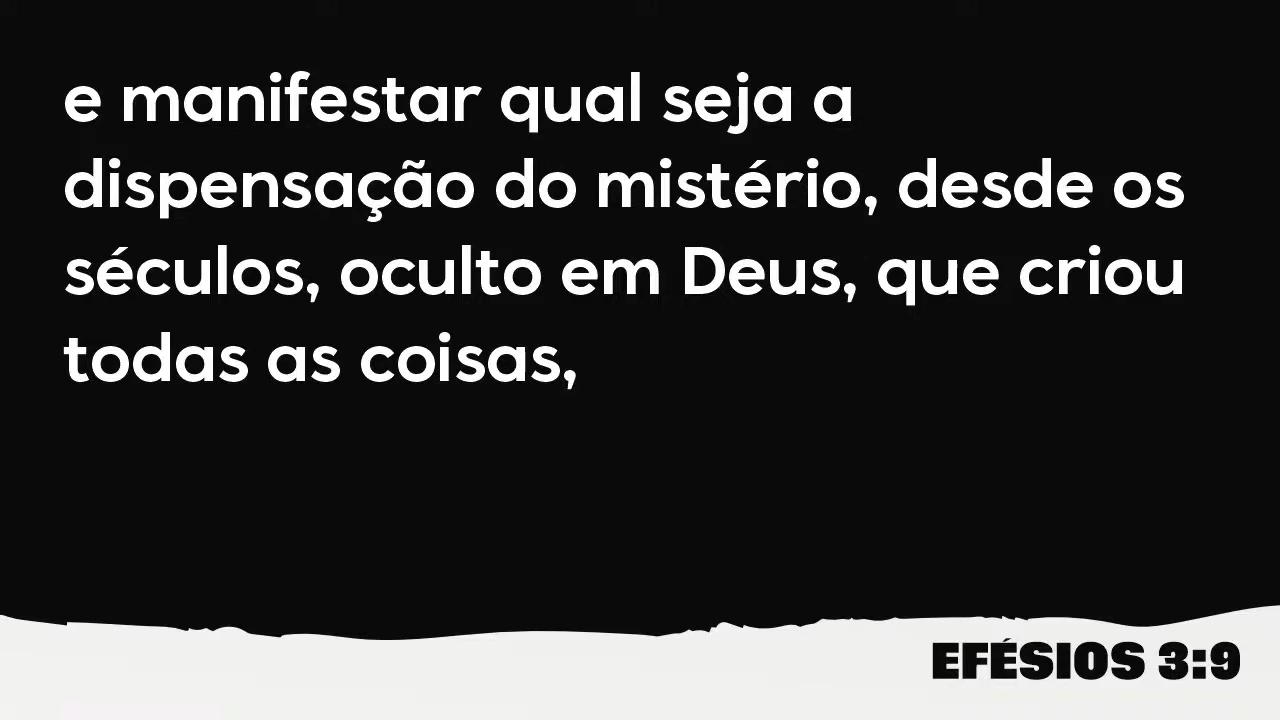 e manifestar qual seja a
dispensação do mistério, desde os
séculos, oculto em Deus, que criou
todas as coisas,
EFÉSIOS 3:9